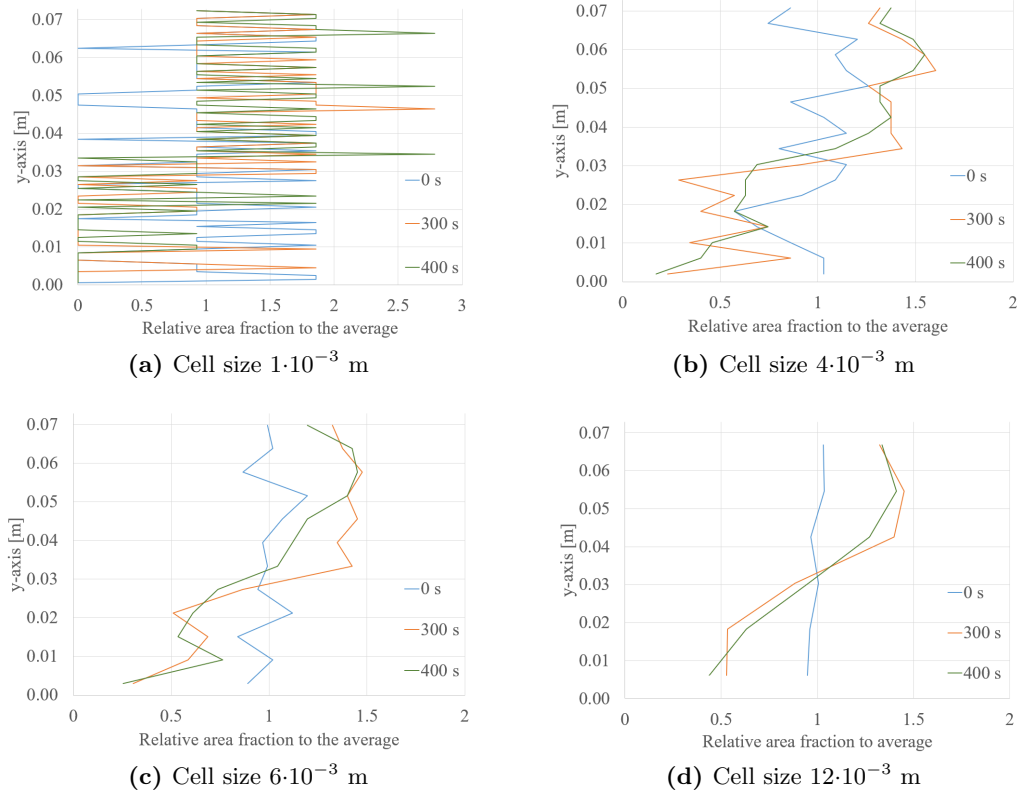 0.07
0.06
0.05
0.04
0.03
0.02
0.01
0.00
y-axis [m]
0 s
300 s
400 s
0 0.5 1 1.5 2 2.5 3
Relative area fraction to the average
(a) Cell size 1·10⁻³ m
0.07
0.06
0.05
0.04
0.03
0.02
0.01
0.00
y-axis [m]
0 s
300 s
400 s
0 0.5 1 1.5 2
Relative area fraction to the average
(b) Cell size 4·10⁻³ m
0.07
0.06
0.05
0.04
0.03
0.02
0.01
0.00
y-axis [m]
0 s
300 s
400 s
0 0.5 1 1.5 2
Relative area fraction to the average
(c) Cell size 6·10⁻³ m
0.07
0.06
0.05
0.04
0.03
0.02
0.01
0.00
y-axis [m]
0 s
300 s
400 s
0 0.5 1 1.5 2
Relative area fraction to average
(d) Cell size 12·10⁻³ m